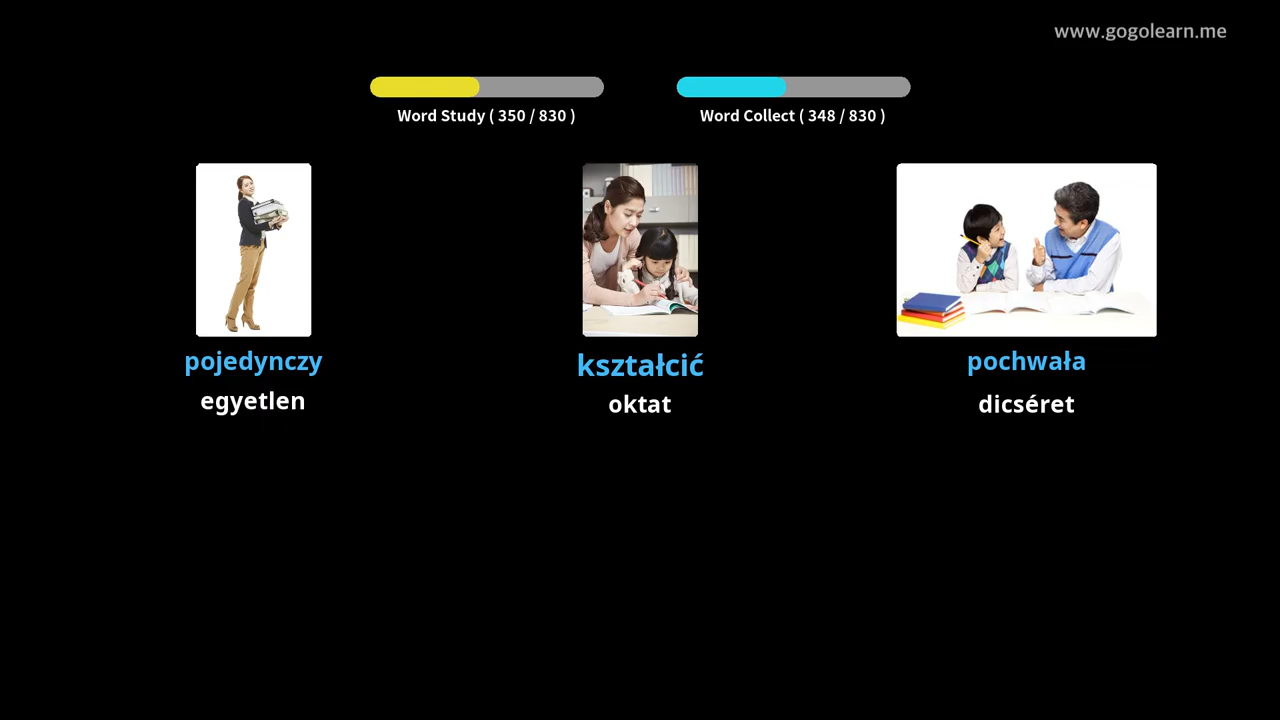 www.gogolearn.me
Word Study ( 350 / 830 )
Word Collect ( 348 / 830 )
pojedynczy
egyetlen
kształcić
oktat
pochwała
dicséret